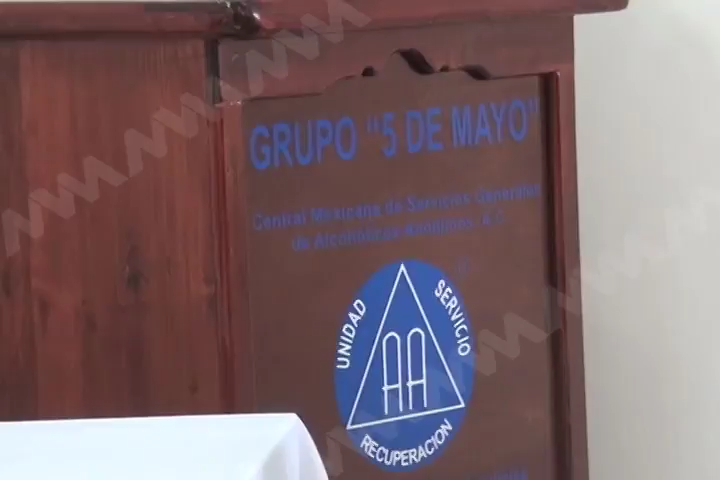 GRUPO "5 DE MAYO"
Central Mexicana de Servicios Generales
de Alcohólicos Anónimos, A.C.
UNIDAD
SERVICIO
AA
RECUPERACION